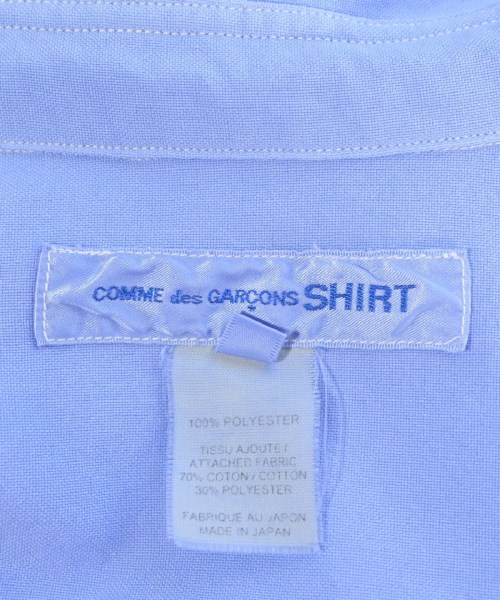 COMME des GARÇONS SHIRT
100% POLYESTER
TISSU AJOUTE /
ATTACHED FABRIC
70% COTON / COTTON
30% POLYESTER
FABRIQUE AU JAPON
MADE IN JAPAN